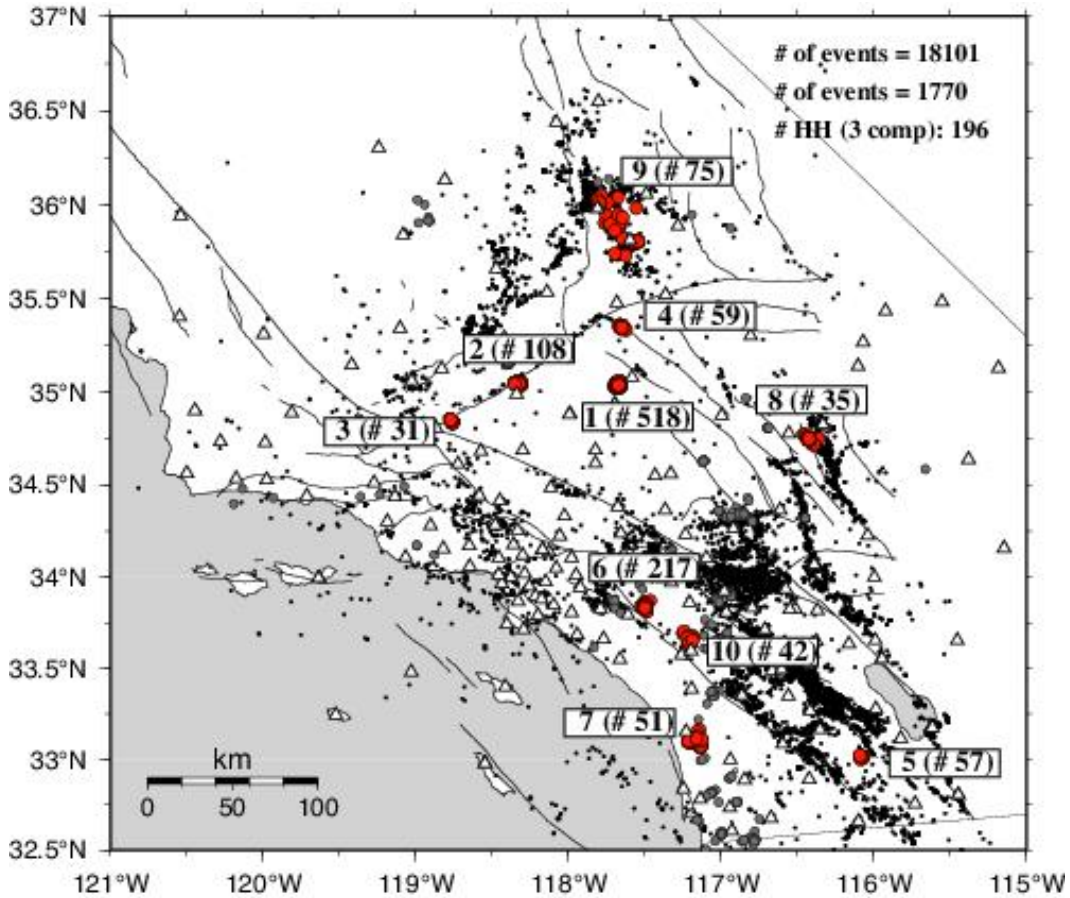 37°N
36.5°N
36°N
35.5°N
35°N
34.5°N
34°N
33.5°N
33°N
32.5°N
# of events = 18101
# of events = 1770
# HH (3 comp): 196
9 (# 75)
4 (# 59)
2 (# 108)
8 (# 35)
1 (# 518)
3 (# 31)
6 (# 217)
10 (# 42)
7 (# 51)
5 (# 57)
km
0 50 100
121°W 120°W 119°W 118°W 117°W 116°W 115°W